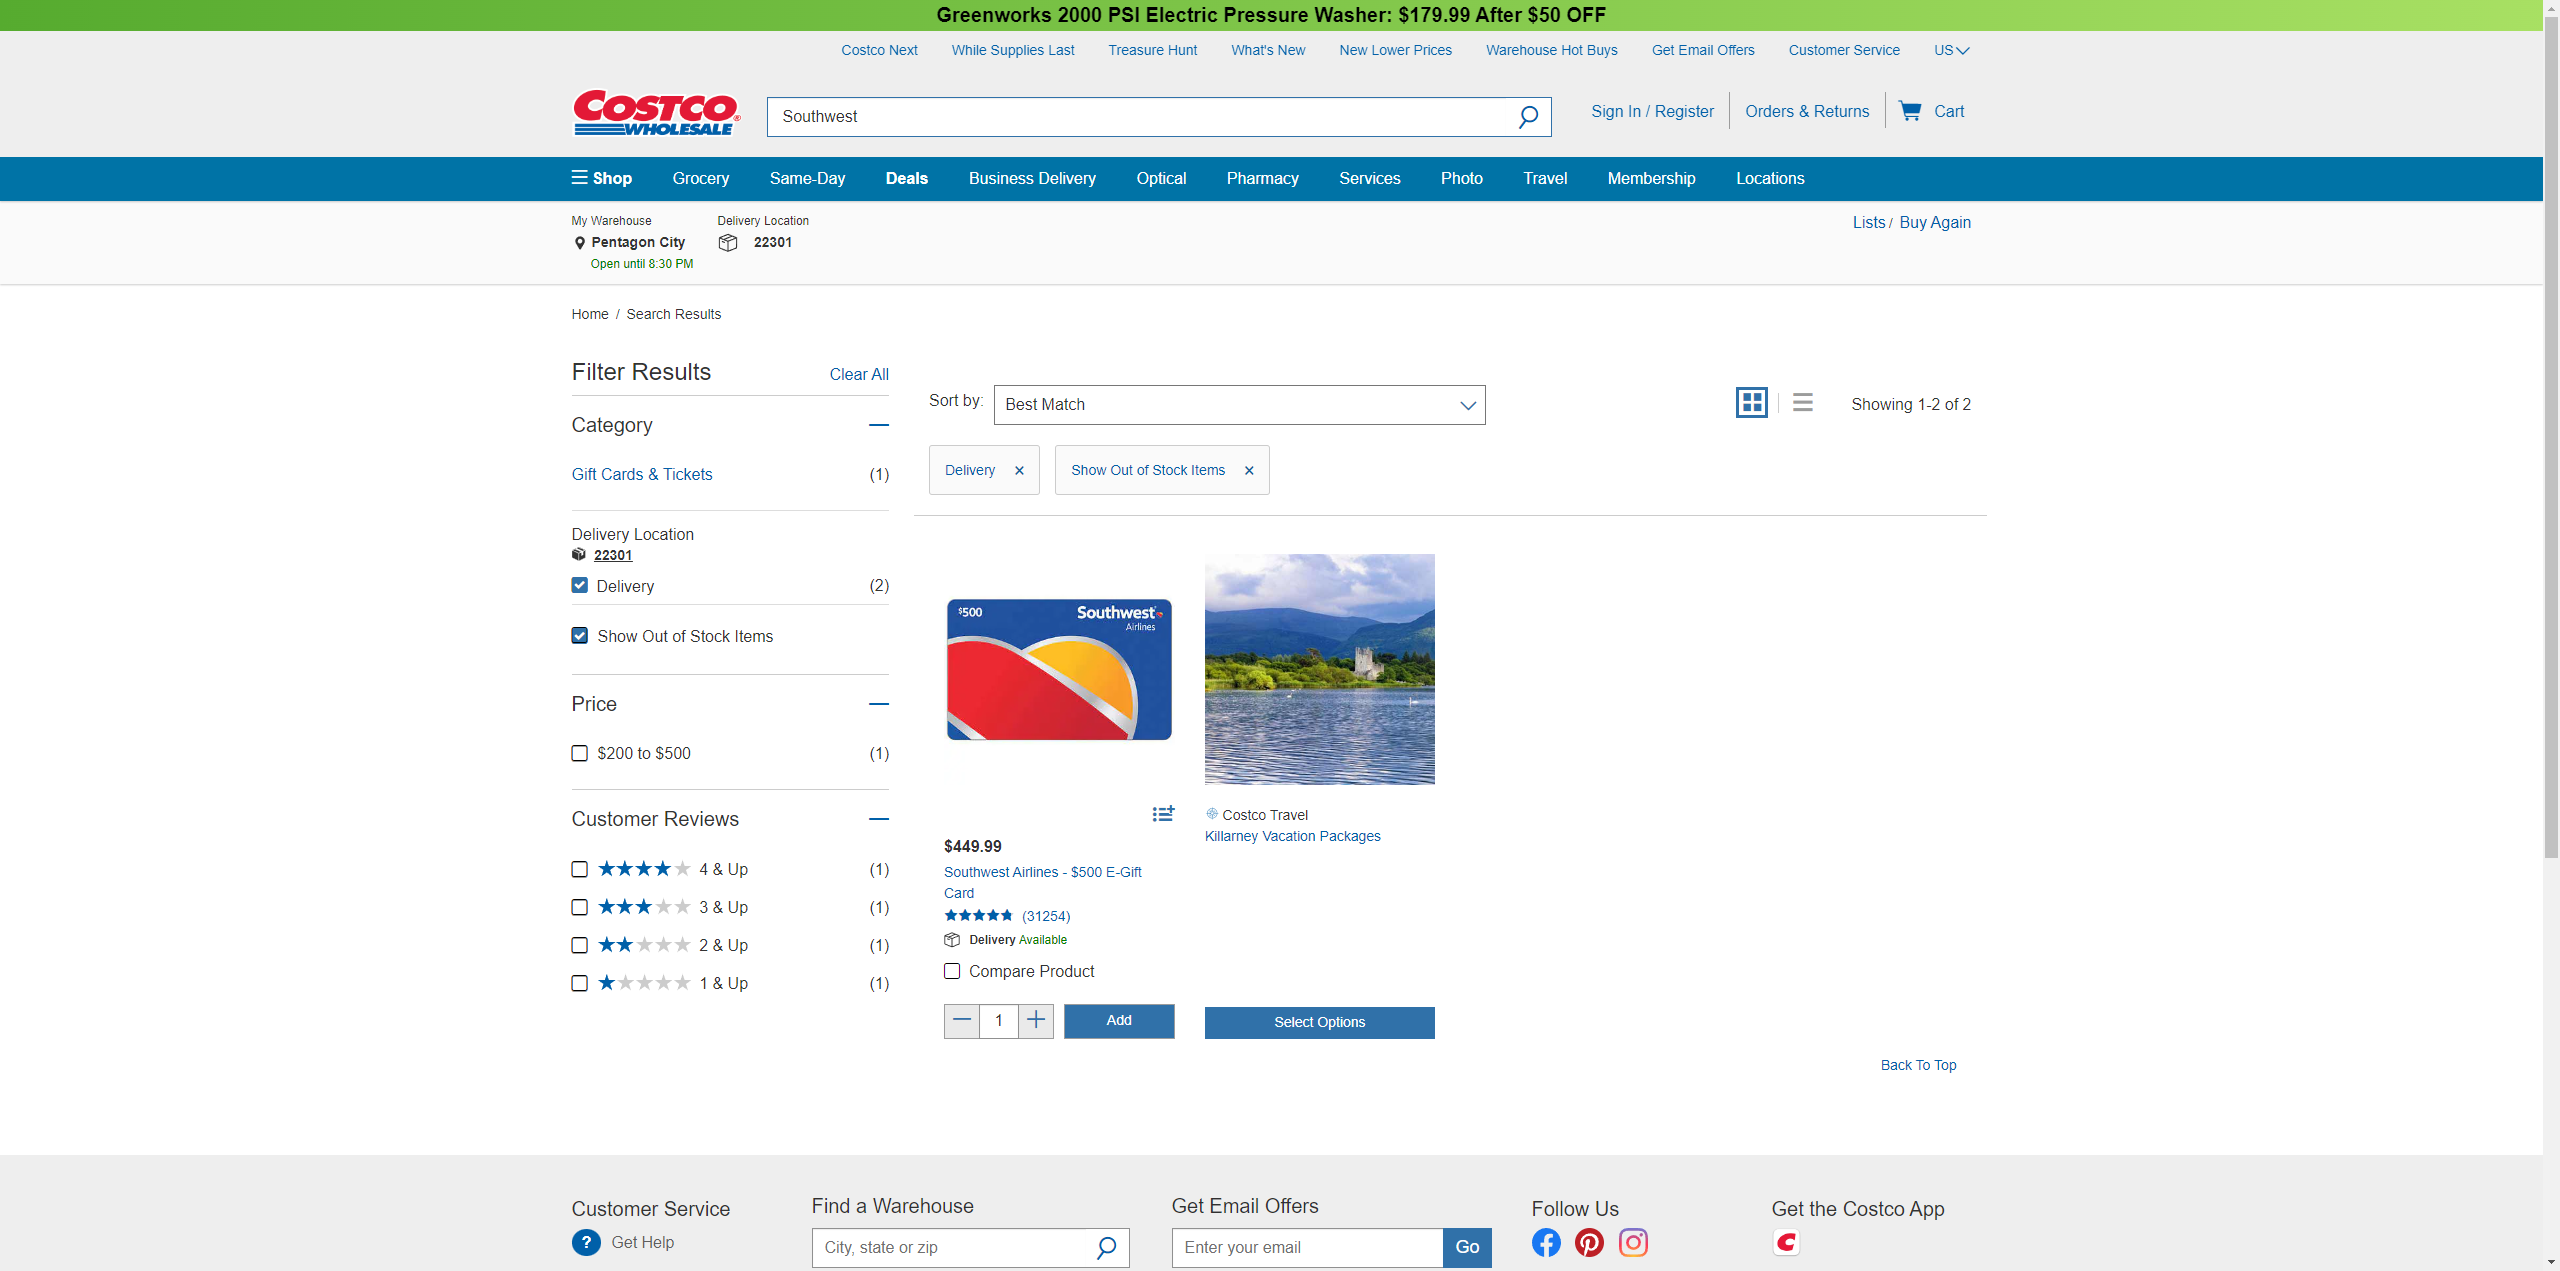 Greenworks 2000 PSI Electric Pressure Washer: $179.99 After $50 OFF
Costco Next While Supplies Last Treasure Hunt What's New New Lower Prices Warehouse Hot Buys Get Email Offers Customer Service US
COSTCO WHOLESALE
Southwest
Sign In / Register Orders & Returns Cart
Shop Grocery Same-Day Deals Business Delivery Optical Pharmacy Services Photo Travel Membership Locations
My Warehouse Delivery Location
Pentagon City 22301
Open until 8:30 PM
Lists / Buy Again
Home / Search Results
Filter Results Clear All
Category
Gift Cards & Tickets (1)
Delivery Location
22301
Delivery (2)
Show Out of Stock Items
Price
$200 to $500 (1)
Customer Reviews
4 & Up (1)
3 & Up (1)
2 & Up (1)
1 & Up (1)
Sort by: Best Match
Showing 1-2 of 2
Delivery × Show Out of Stock Items ×
$500 Southwest
Airlines
$449.99
Southwest Airlines - $500 E-Gift
Card
(31254)
Delivery Available
Compare Product
1 Add
Costco Travel
Killarney Vacation Packages
Select Options
Back To Top
Customer Service
? Get Help
Find a Warehouse
City, state or zip
Get Email Offers
Enter your email Go
Follow Us
Get the Costco App